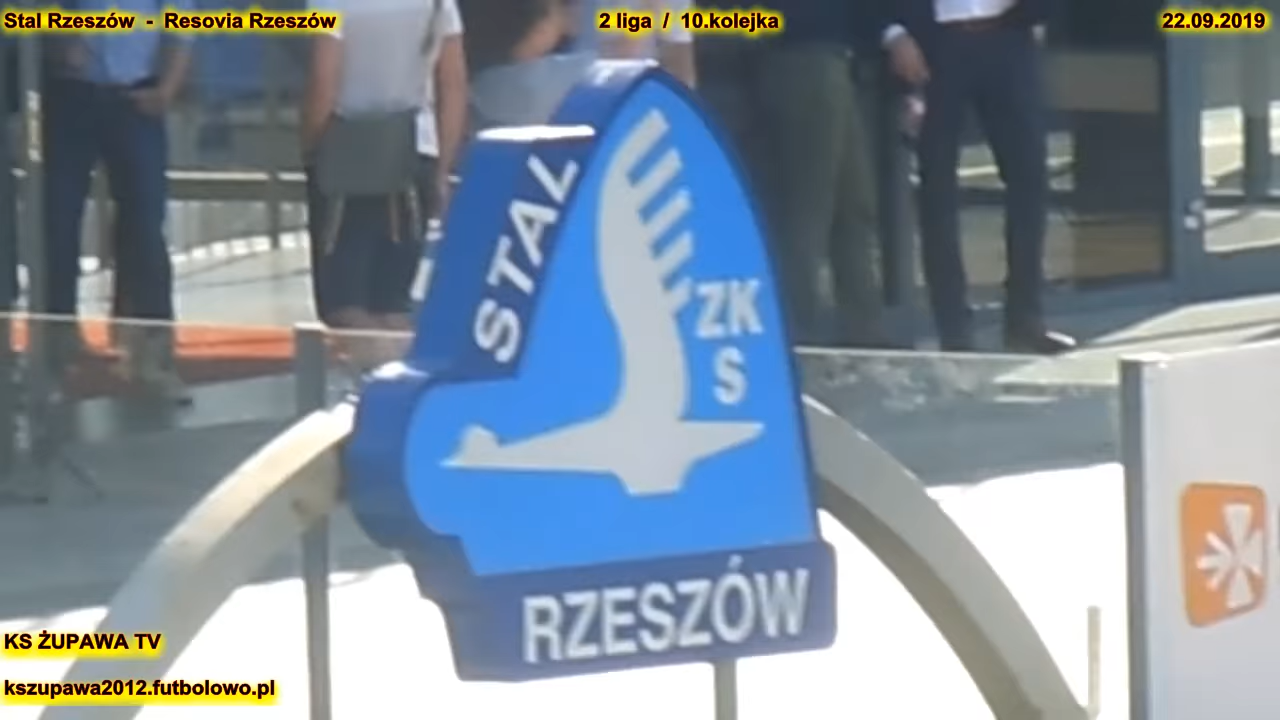 Stal Rzeszów - Resovia Rzeszów
2 liga / 10.kolejka
22.09.2019
STAL
ZK
S
RZESZÓW
KS ŻUPAWA TV
kszupawa2012.futbolowo.pl